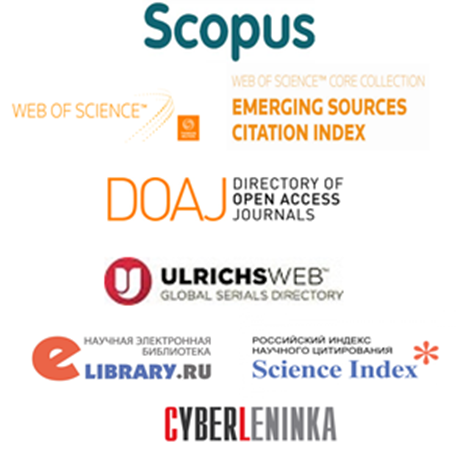 Scopus
WEB OF SCIENCE™
WEB OF SCIENCE™ CORE COLLECTION
EMERGING SOURCES
CITATION INDEX
DOAJ
DIRECTORY OF
OPEN ACCESS
JOURNALS
ULRICHSWEB™
GLOBAL SERIALS DIRECTORY
НАУЧНАЯ ЭЛЕКТРОННАЯ
БИБЛИОТЕКА
eLIBRARY.RU
РОССИЙСКИЙ ИНДЕКС
НАУЧНОГО ЦИТИРОВАНИЯ
Science Index*
CYBERLENINKA